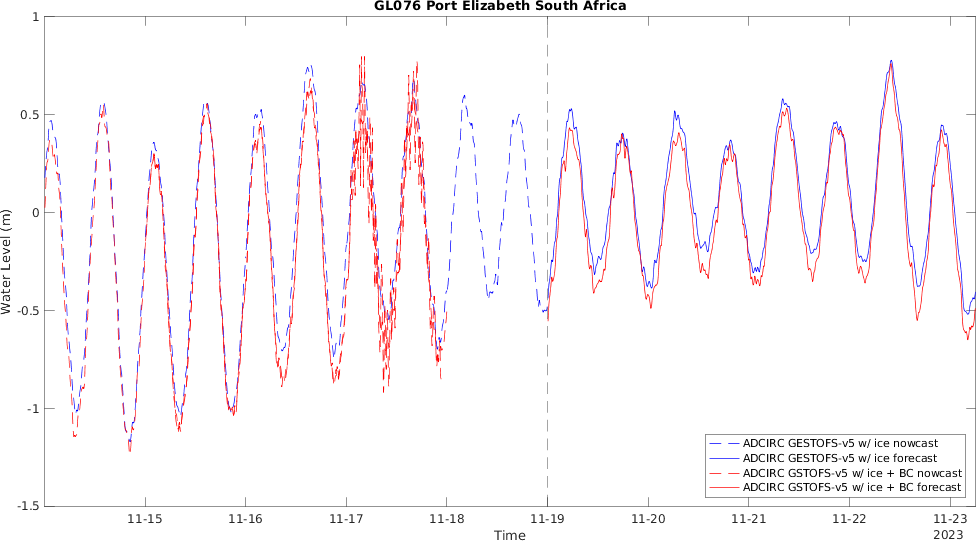 GL076 Port Elizabeth South Africa
1
0.5
0
-0.5
-1
-1.5
Water Level (m)
11-15
11-16
11-17
11-18
11-19
11-20
11-21
11-22
11-23
Time
2023
ADCIRC GESTOFS-v5 w/ ice nowcast
ADCIRC GESTOFS-v5 w/ ice forecast
ADCIRC GSTOFS-v5 w/ ice + BC nowcast
ADCIRC GSTOFS-v5 w/ ice + BC forecast